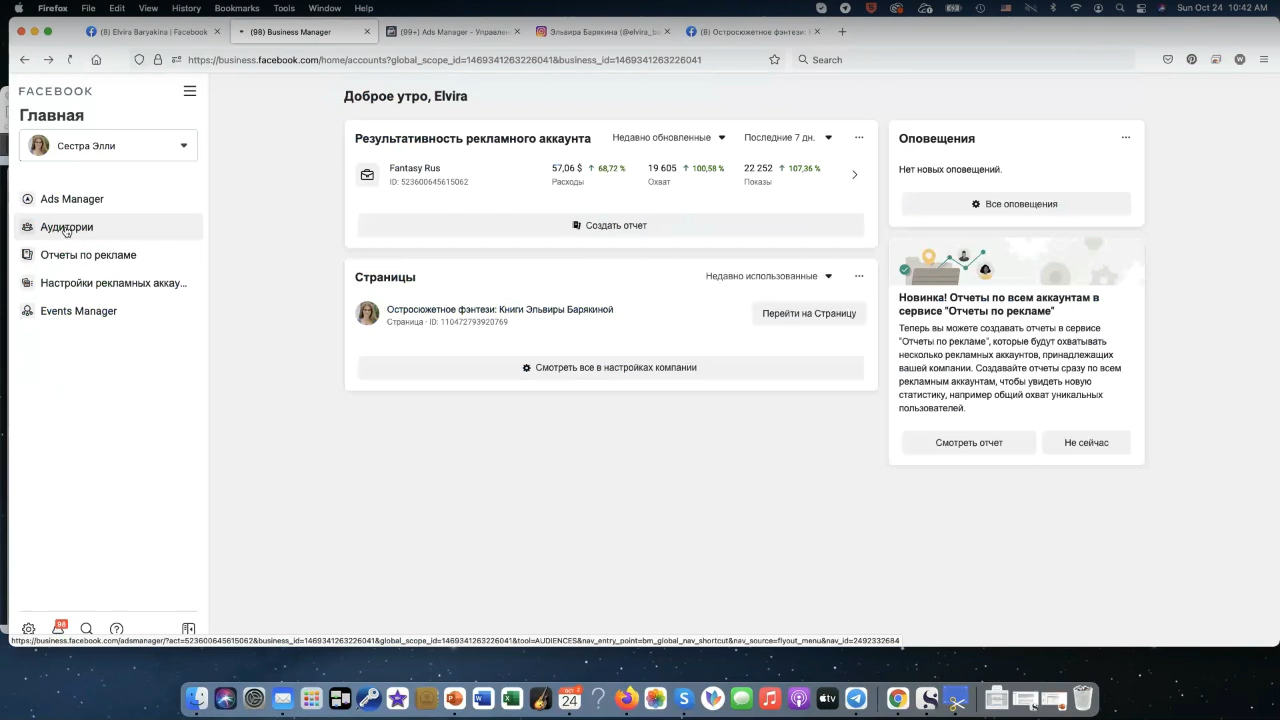 Firefox File Edit View History Bookmarks Tools Window Help Sun Oct 24 10:42 AM
(8) Elvira Baryakina | Facebook (98) Business Manager (99+) Ads Manager - Управлен Эльвира Барякина (@elvira_ba (8) Остросюжетное фэнтези:
https://business.facebook.com/home/accounts?global_scope_id=1469341263226041&business_id=1469341263226041 Search
FACEBOOK
Главная
Сестра Элли
Ads Manager
Аудитории
Отчеты по рекламе
Настройки рекламных аккау...
Events Manager
98
Доброе утро, Elvira
Результативность рекламного аккаунта Недавно обновленные Последние 7 дн.
Fantasy Rus 57,06 $ ↑ 68,72 % 19 605 ↑ 100,58 % 22 252 ↑ 107,36 %
ID: 523600645615062 Расходы Охват Показы
Создать отчет
Страницы Недавно использованные
Остросюжетное фэнтези: Книги Эльвиры Барякиной
Страница · ID: 110472793920769
Перейти на Страницу
Смотреть все в настройках компании
Оповещения
Нет новых оповещений.
Все оповещения
Новинка! Отчеты по всем аккаунтам в
сервисе "Отчеты по рекламе"
Теперь вы можете создавать отчеты в сервисе
"Отчеты по рекламе", которые будут охватывать
несколько рекламных аккаунтов, принадлежащих
вашей компании. Создавайте отчеты сразу по всем
рекламным аккаунтам, чтобы увидеть новую
статистику, например общий охват уникальных
пользователей.
Смотреть отчет Не сейчас
https://business.facebook.com/adsmanager/?act=523600645615062&business_id=1469341263226041&global_scope_id=1469341263226041&tool=AUDIENCES&nav_entry_point=bm_global_nav_shortcut&nav_source=flyout_menu&nav_id=2492332684
OCT
24
tv